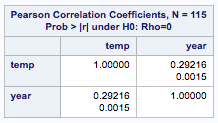 Pearson Correlation Coefficients, N = 115
Prob > |r| under H0: Rho=0
temp year
temp 1.00000 0.29216
0.0015
year 0.29216 1.00000
0.0015